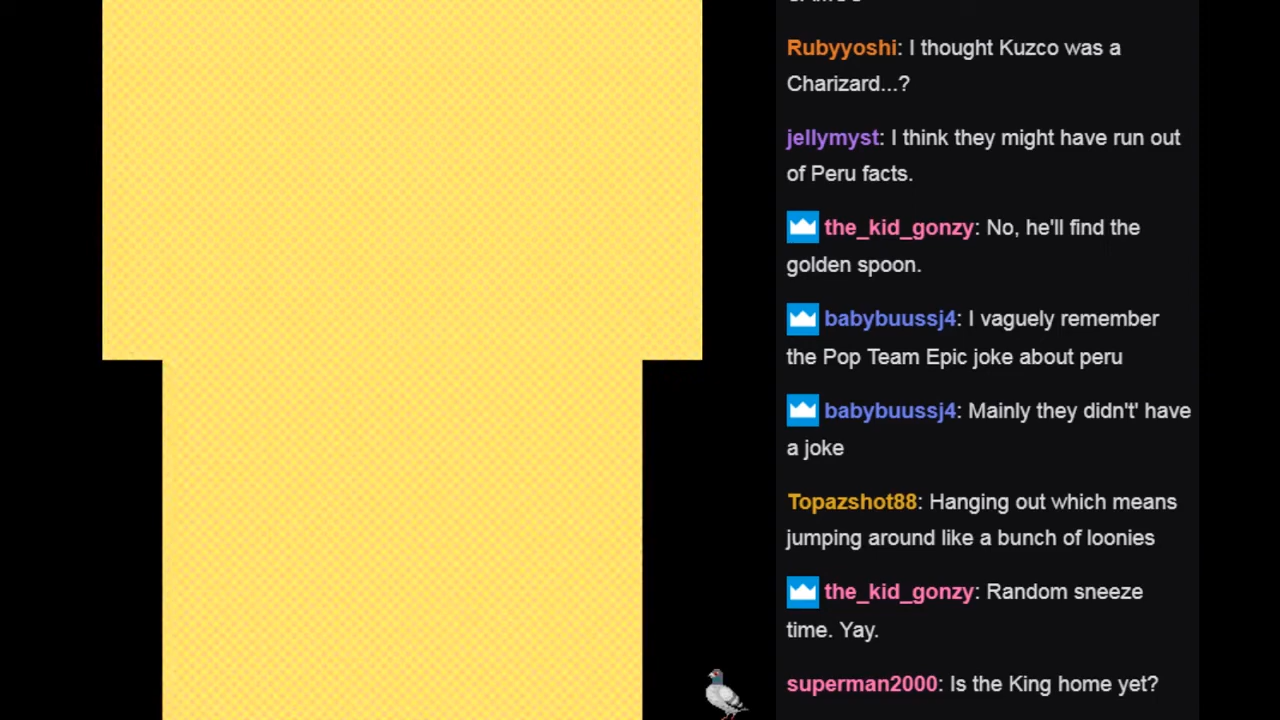 Rubyyoshi: I thought Kuzco was a
Charizard...?
jellymyst: I think they might have run out
of Peru facts.
the_kid_gonzy: No, he'll find the
golden spoon.
babybuussj4: I vaguely remember
the Pop Team Epic joke about peru
babybuussj4: Mainly they didn't' have
a joke
Topazshot88: Hanging out which means
jumping around like a bunch of loonies
the_kid_gonzy: Random sneeze
time. Yay.
superman2000: Is the King home yet?